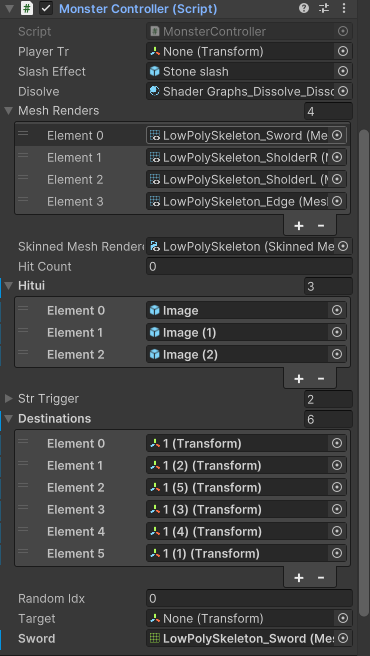 Monster Controller (Script)
Script MonsterController
Player Tr None (Transform)
Slash Effect Stone slash
Disolve Shader Graphs_Dissolve_Disso
Mesh Renders 4
Element 0 LowPolySkeleton_Sword (Me
Element 1 LowPolySkeleton_SholderR (M
Element 2 LowPolySkeleton_SholderL (M
Element 3 LowPolySkeleton_Edge (Mesh
+ -
Skinned Mesh Rendere LowPolySkeleton (Skinned Me
Hit Count 0
Hitui 3
Element 0 Image
Element 1 Image (1)
Element 2 Image (2)
+ -
Str Trigger 2
Destinations 6
Element 0 1 (Transform)
Element 1 1 (2) (Transform)
Element 2 1 (5) (Transform)
Element 3 1 (3) (Transform)
Element 4 1 (4) (Transform)
Element 5 1 (1) (Transform)
+ -
Random Idx 0
Target None (Transform)
Sword LowPolySkeleton_Sword (Mes